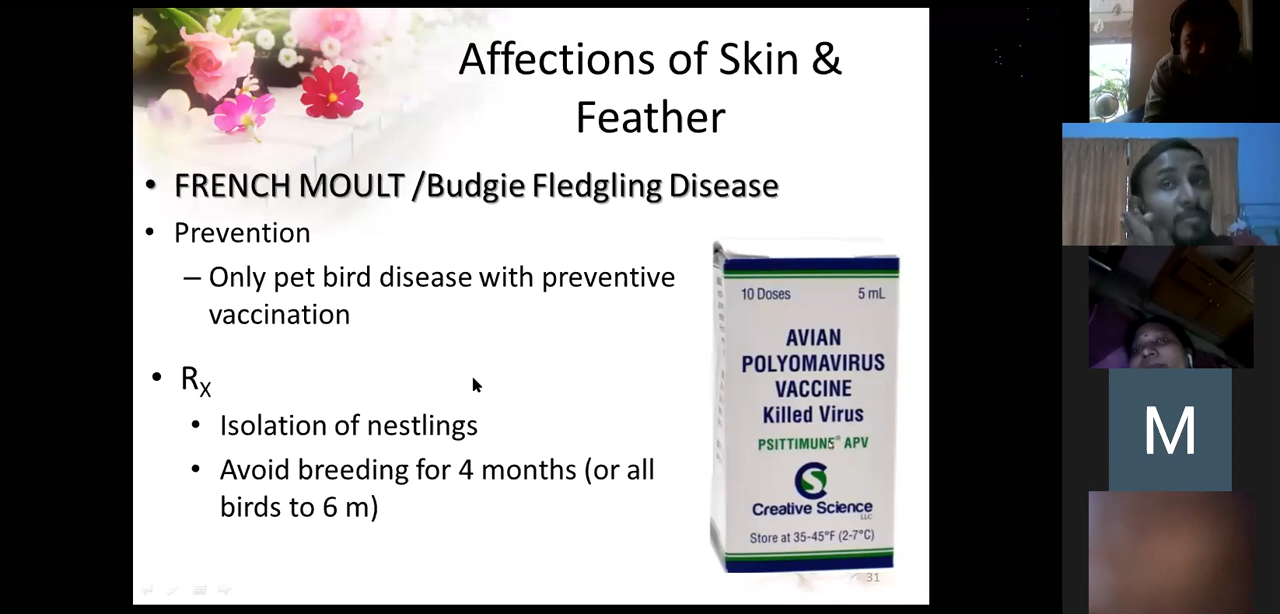 Affections of Skin &
Feather
• FRENCH MOULT /Budgie Fledgling Disease
• Prevention
– Only pet bird disease with preventive
vaccination
• RX
• Isolation of nestlings
• Avoid breeding for 4 months (or all
birds to 6 m)
10 Doses 5 mL
AVIAN
POLYOMAVIRUS
VACCINE
Killed Virus
PSITTIMUNE® APV
CS
Creative Science
LLC
Store at 35-45°F (2-7°C)
31
M